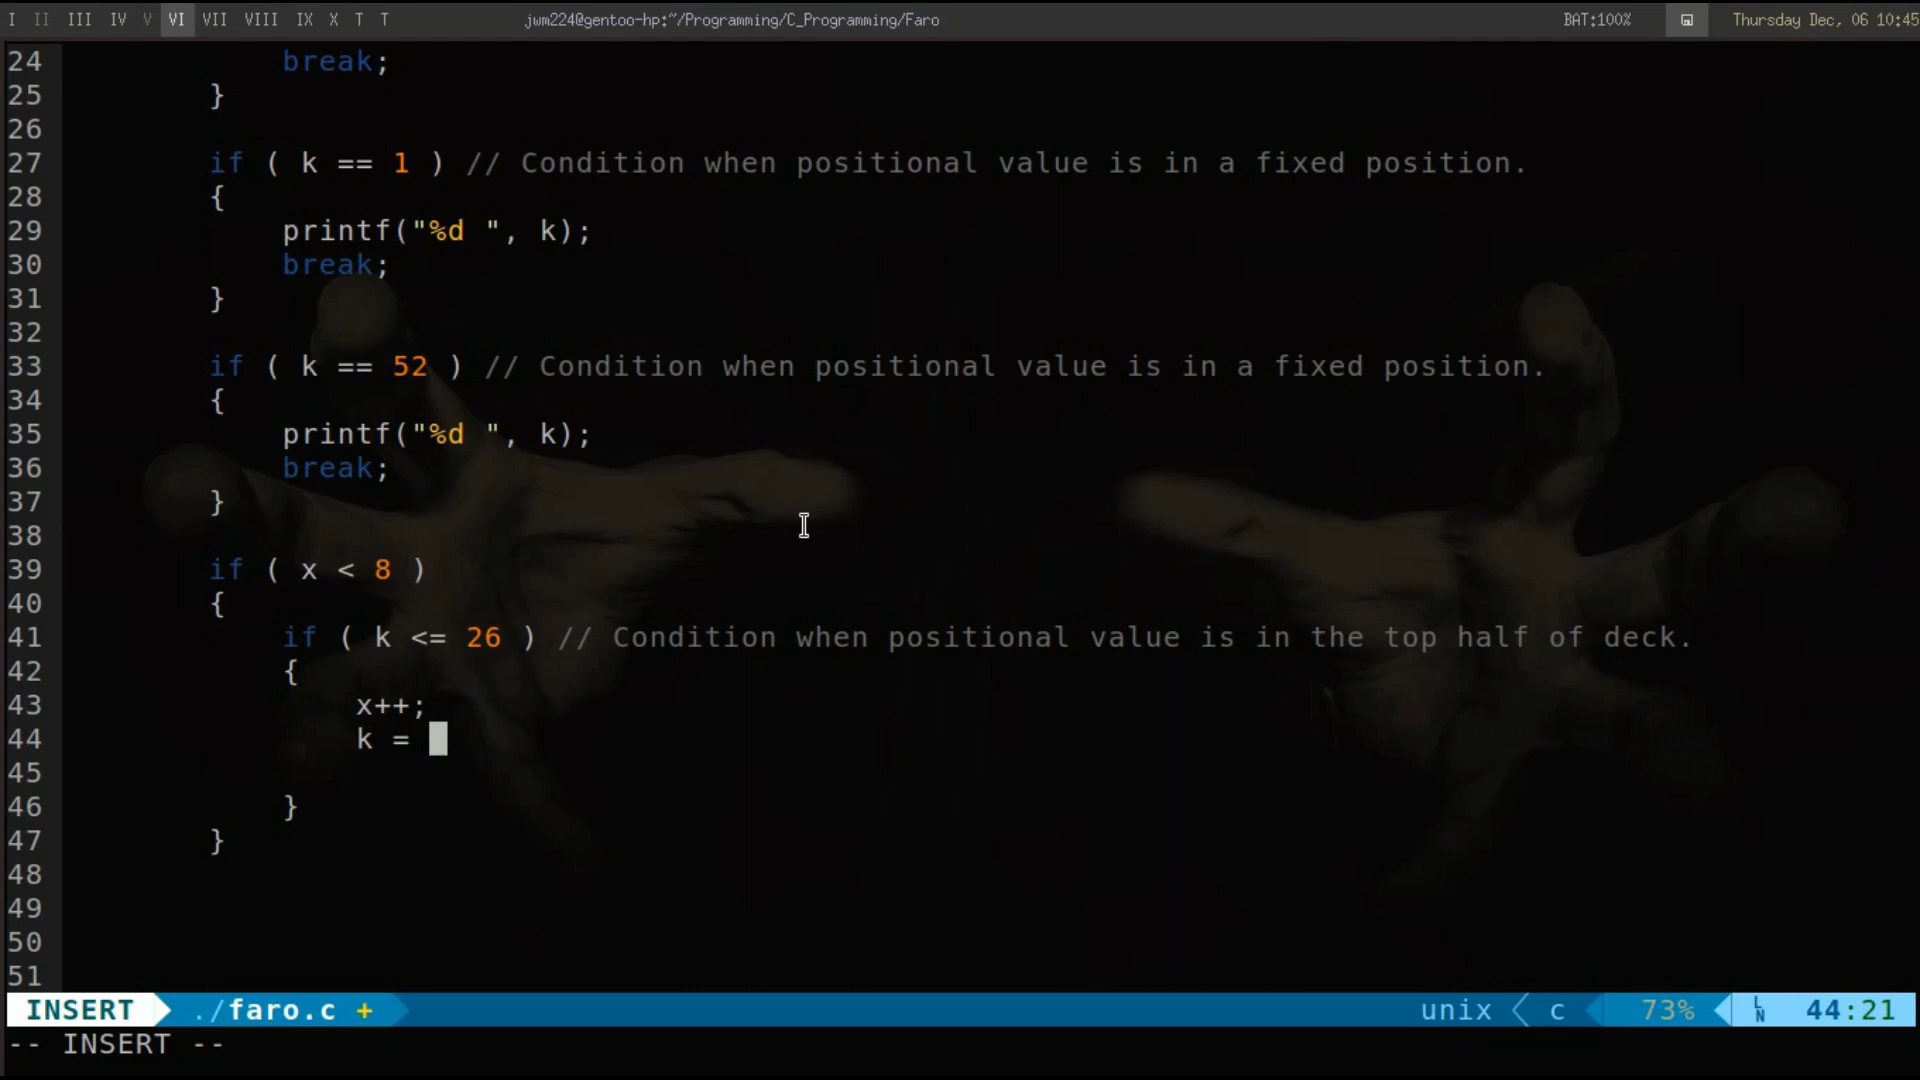 I II III IV V VI VII VIII IX X T T jwm224@gentoo-hp:~/Programming/C_Programming/Faro BAT:100% Thursday Dec, 06 10:45
24 break;
25 }
26
27 if ( k == 1 ) // Condition when positional value is in a fixed position.
28 {
29 printf("%d ", k);
30 break;
31 }
32
33 if ( k == 52 ) // Condition when positional value is in a fixed position.
34 {
35 printf("%d ", k);
36 break;
37 }
38
39 if ( x < 8 )
40 {
41 if ( k <= 26 ) // Condition when positional value is in the top half of deck.
42 {
43 x++;
44 k =
45
46 }
47 }
48
49
50
51
INSERT ./faro.c + unix c 73% LN 44:21
-- INSERT --